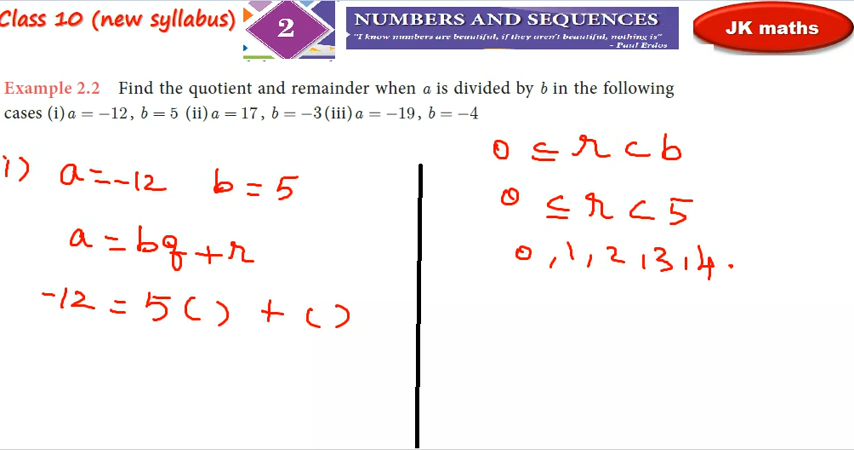 Class 10 (new syllabus)
2
NUMBERS AND SEQUENCES
"I know numbers are beautiful, if they aren't beautiful, nothing is"
- Paul Erdos
JK maths
Example 2.2 Find the quotient and remainder when a is divided by b in the following
cases (i) a = −12, b = 5 (ii) a = 17, b = −3 (iii) a = −19, b = −4
i) a = -12 b = 5
a = bq + r
-12 = 5 ( ) + ( )
0 ≤ r < b
0 ≤ r < 5
0, 1, 2, 3, 4.